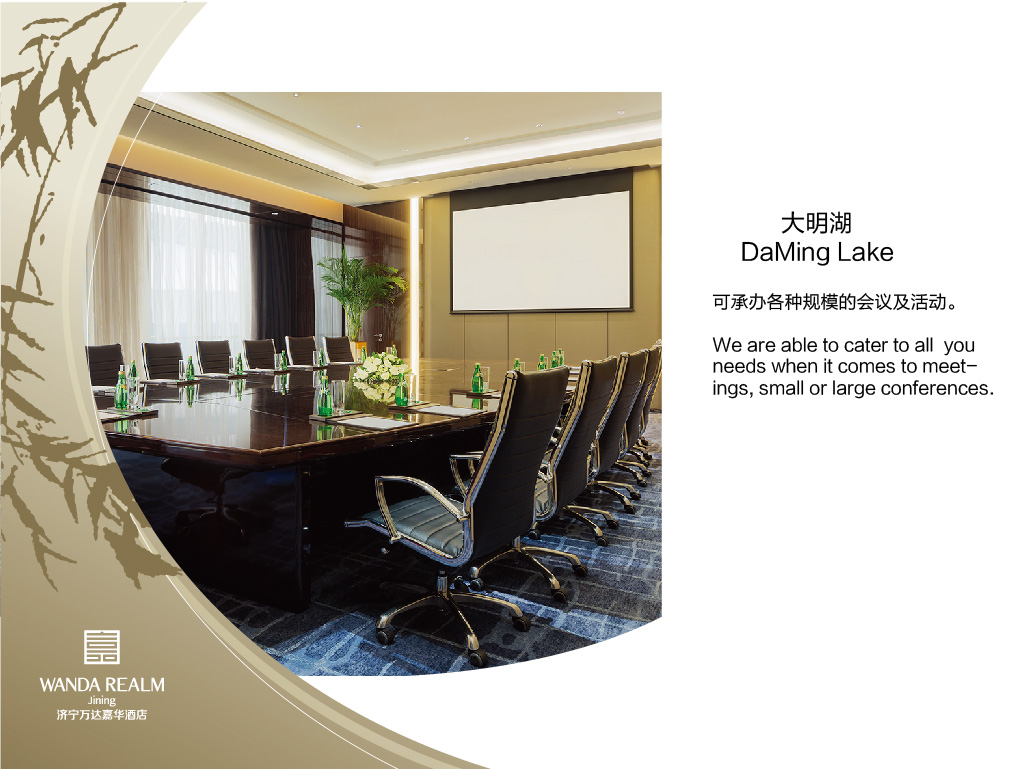 大明湖
DaMing Lake
可承办各种规模的会议及活动。
We are able to cater to all  you
needs when it comes to meet-
ings, small or large conferences.
WANDA REALM
Jining
济宁万达嘉华酒店